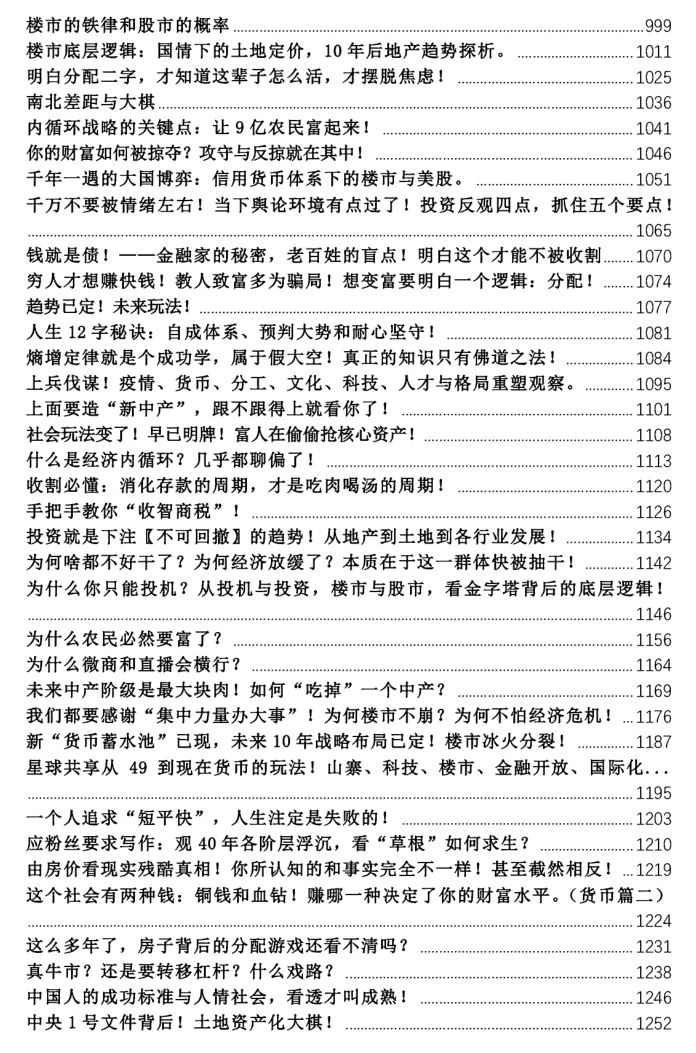 楼市的铁律和股市的概率................999
楼市底层逻辑：国情下的土地定价，10 年后地产趋势探析。................1011
明白分配二字，才知道这辈子怎么活，才摆脱焦虑！................1025
南北差距与大棋................1036
内循环战略的关键点：让 9 亿农民富起来！................1041
你的财富如何被掠夺？攻守与反掠就在其中！................1046
千年一遇的大国博弈：信用货币体系下的楼市与美股。................1051
千万不要被情绪左右！当下舆论环境有点过了！投资反观四点，抓住五个要点！
................1065
钱就是债！——金融家的秘密，老百姓的盲点！明白这个才能不被收割........1070
穷人才想赚快钱！教人致富多为骗局！想变富要明白一个逻辑：分配！........1074
趋势已定！未来玩法！................1077
人生 12 字秘诀：自成体系、预判大势和耐心坚守！................1081
熵增定律就是个成功学，属于假大空！真正的知识只有佛道之法！................1084
上兵伐谋！疫情、货币、分工、文化、科技、人才与格局重塑观察。................1095
上面要造“新中产”，跟不跟得上就看你了！................1101
社会玩法变了！早已明牌！富人在偷偷抢核心资产！................1108
什么是经济内循环？几乎都聊偏了！................1113
收割必懂：消化存款的周期，才是吃肉喝汤的周期！................1120
手把手教你“收智商税”！................1126
投资就是下注〖不可回撤〗的趋势！从地产到土地到各行业发展！................1134
为何啥都不好干了？为何经济放缓了？本质在于这一群体快被抽干！............1142
为什么你只能投机？从投机与投资，楼市与股市，看金字塔背后的底层逻辑！
................1146
为什么农民必然要富了？................1156
为什么微商和直播会横行？................1164
未来中产阶级是最大块肉！如何“吃掉”一个中产？................1169
我们都要感谢“集中力量办大事”！为何楼市不崩？为何不怕经济危机！...1176
新“货币蓄水池”已现，未来 10 年战略布局已定！楼市冰火分裂！............1187
星球共享从 49 到现在货币的玩法！山寨、科技、楼市、金融开放、国际化...
................1195
一个人追求“短平快”，人生注定是失败的！................1203
应粉丝要求写作：观 40 年各阶层浮沉，看“草根”如何求生？................1210
由房价看现实残酷真相！你所认知的和事实完全不一样！甚至截然相反！...1219
这个社会有两种钱：铜钱和血钻！赚哪一种决定了你的财富水平。（货币篇二）
................1224
这么多年了，房子背后的分配游戏还看不清吗？................1231
真牛市？还是要转移杠杆？什么戏路？................1238
中国人的成功标准与人情社会，看透才叫成熟！................1246
中央 1 号文件背后！土地资产化大棋！................1252